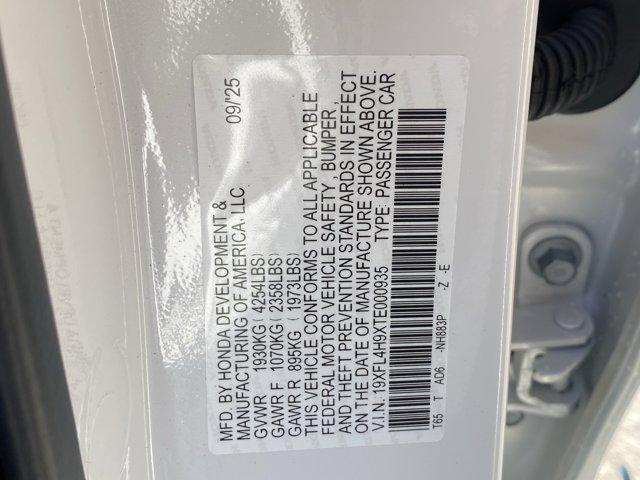 MFD. BY HONDA DEVELOPMENT & 09/'25
MANUFACTURING OF AMERICA, LLC
GVWR 1930KG ( 4254LBS)
GAWR F 1070KG ( 2358LBS)
GAWR R 895KG ( 1973LBS)
THIS VEHICLE CONFORMS TO ALL APPLICABLE
FEDERAL MOTOR VEHICLE SAFETY, BUMPER,
AND THEFT PREVENTION STANDARDS IN EFFECT
ON THE DATE OF MANUFACTURE SHOWN ABOVE.
V.I.N. 19XFL4H9XTE000935 TYPE: PASSENGER CAR
T65 T AD6 -NH883P -Z -E